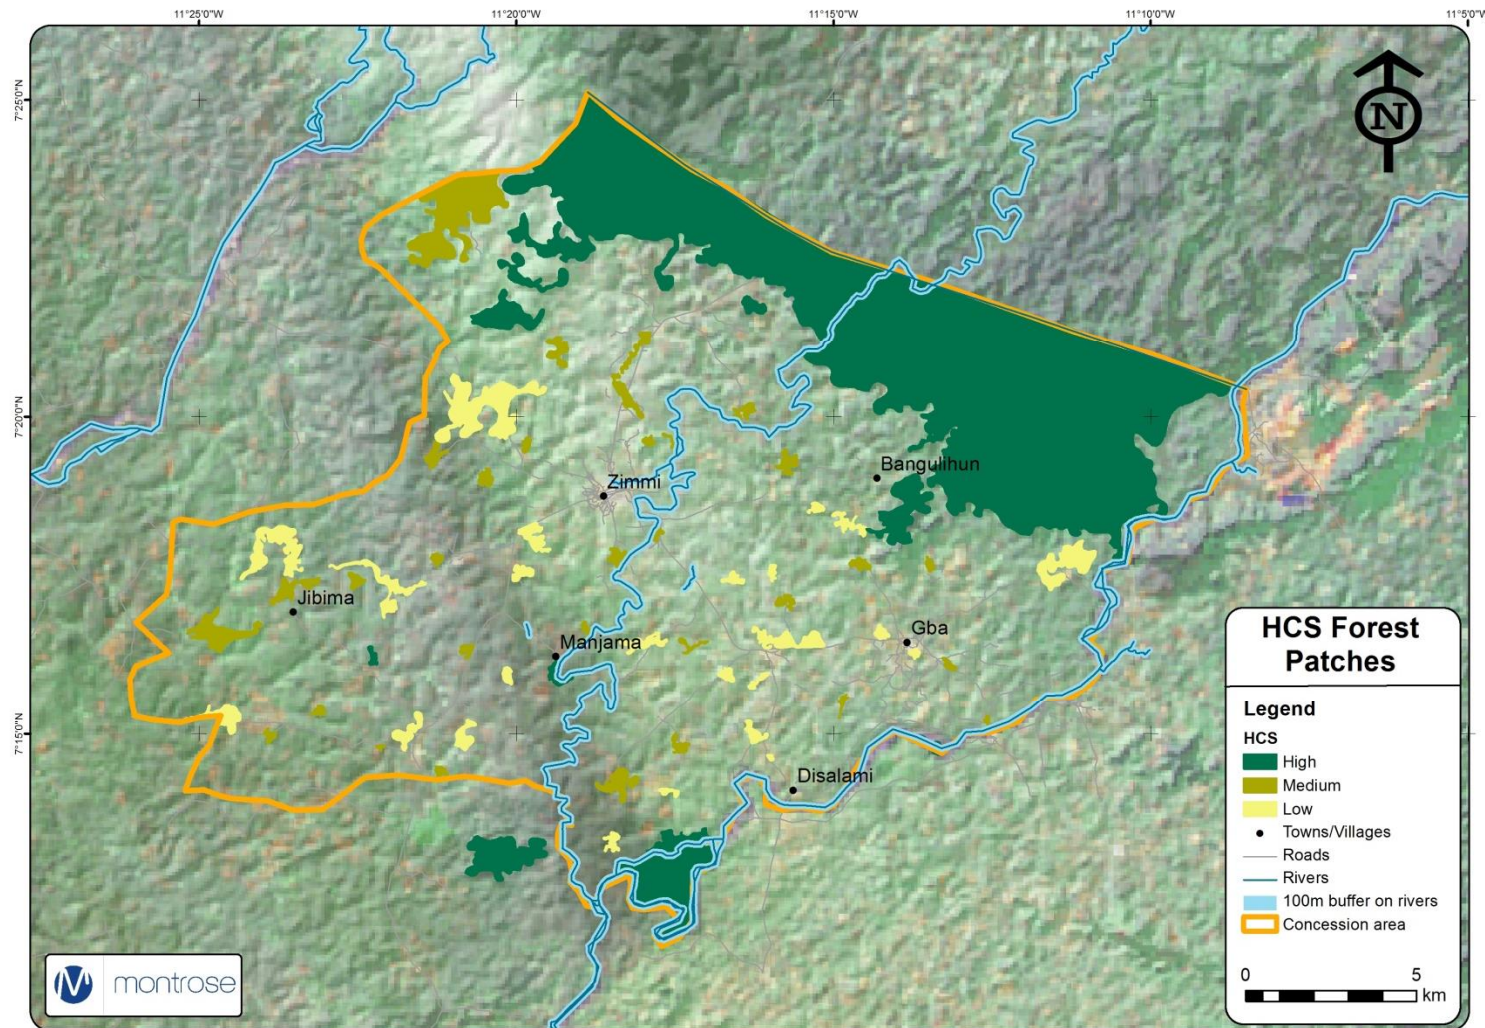 11°25'0"W 11°20'0"W 11°15'0"W 11°10'0"W 11°5'0"W
7°25'0"N
N
7°20'0"N
Bangulihun
Zimmi
Jibima
Manjama
Gba
7°15'0"N
Disalami
HCS Forest
Patches
Legend
HCS
High
Medium
Low
Towns/Villages
Roads
Rivers
100m buffer on rivers
Concession area
0 5
km
M montrose